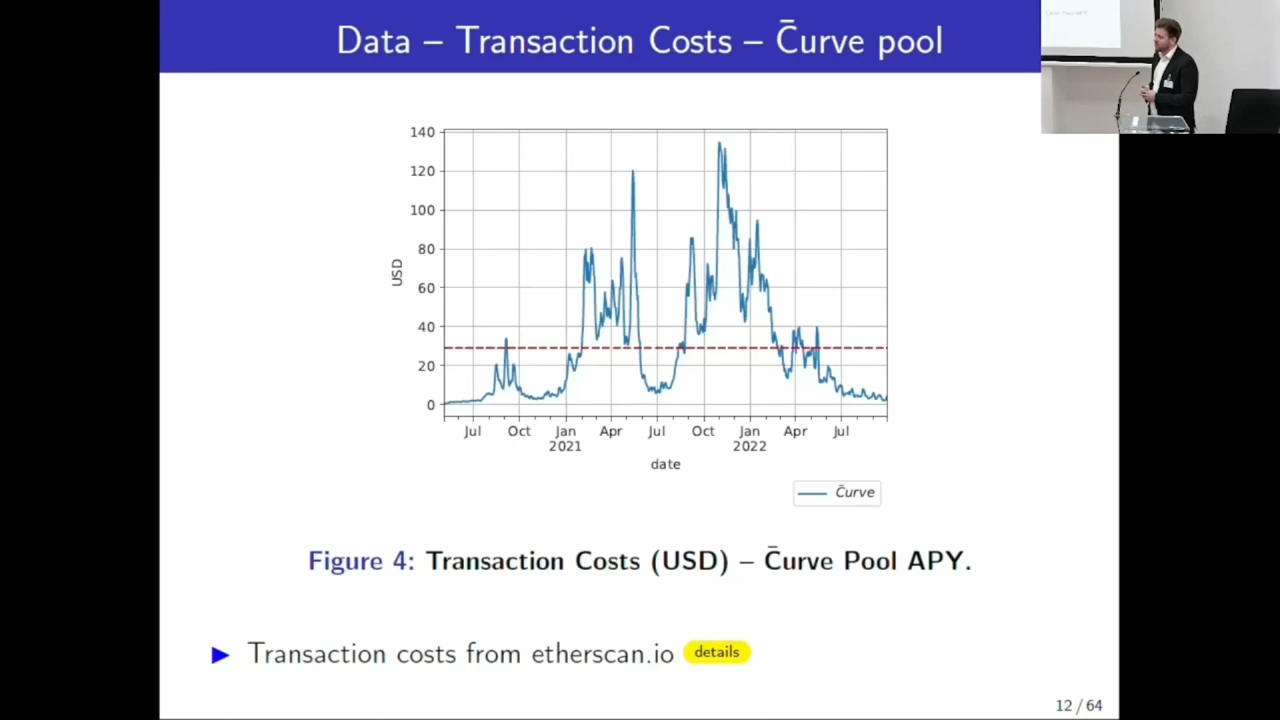 Data – Transaction Costs – C̄urve pool
140
120
100
80
60
40
20
0
USD
Jul Oct Jan Apr Jul Oct Jan Apr Jul
2021 2022
date
C̄urve
Figure 4: Transaction Costs (USD) – C̄urve Pool APY.
Transaction costs from etherscan.io details
12 / 64